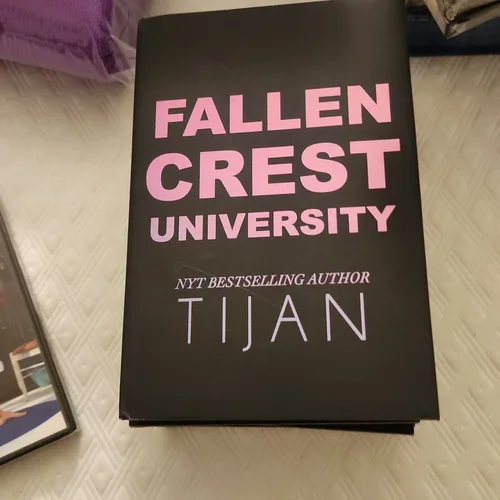 FALLEN
CREST
UNIVERSITY
NYT BESTSELLING AUTHOR
TIJAN